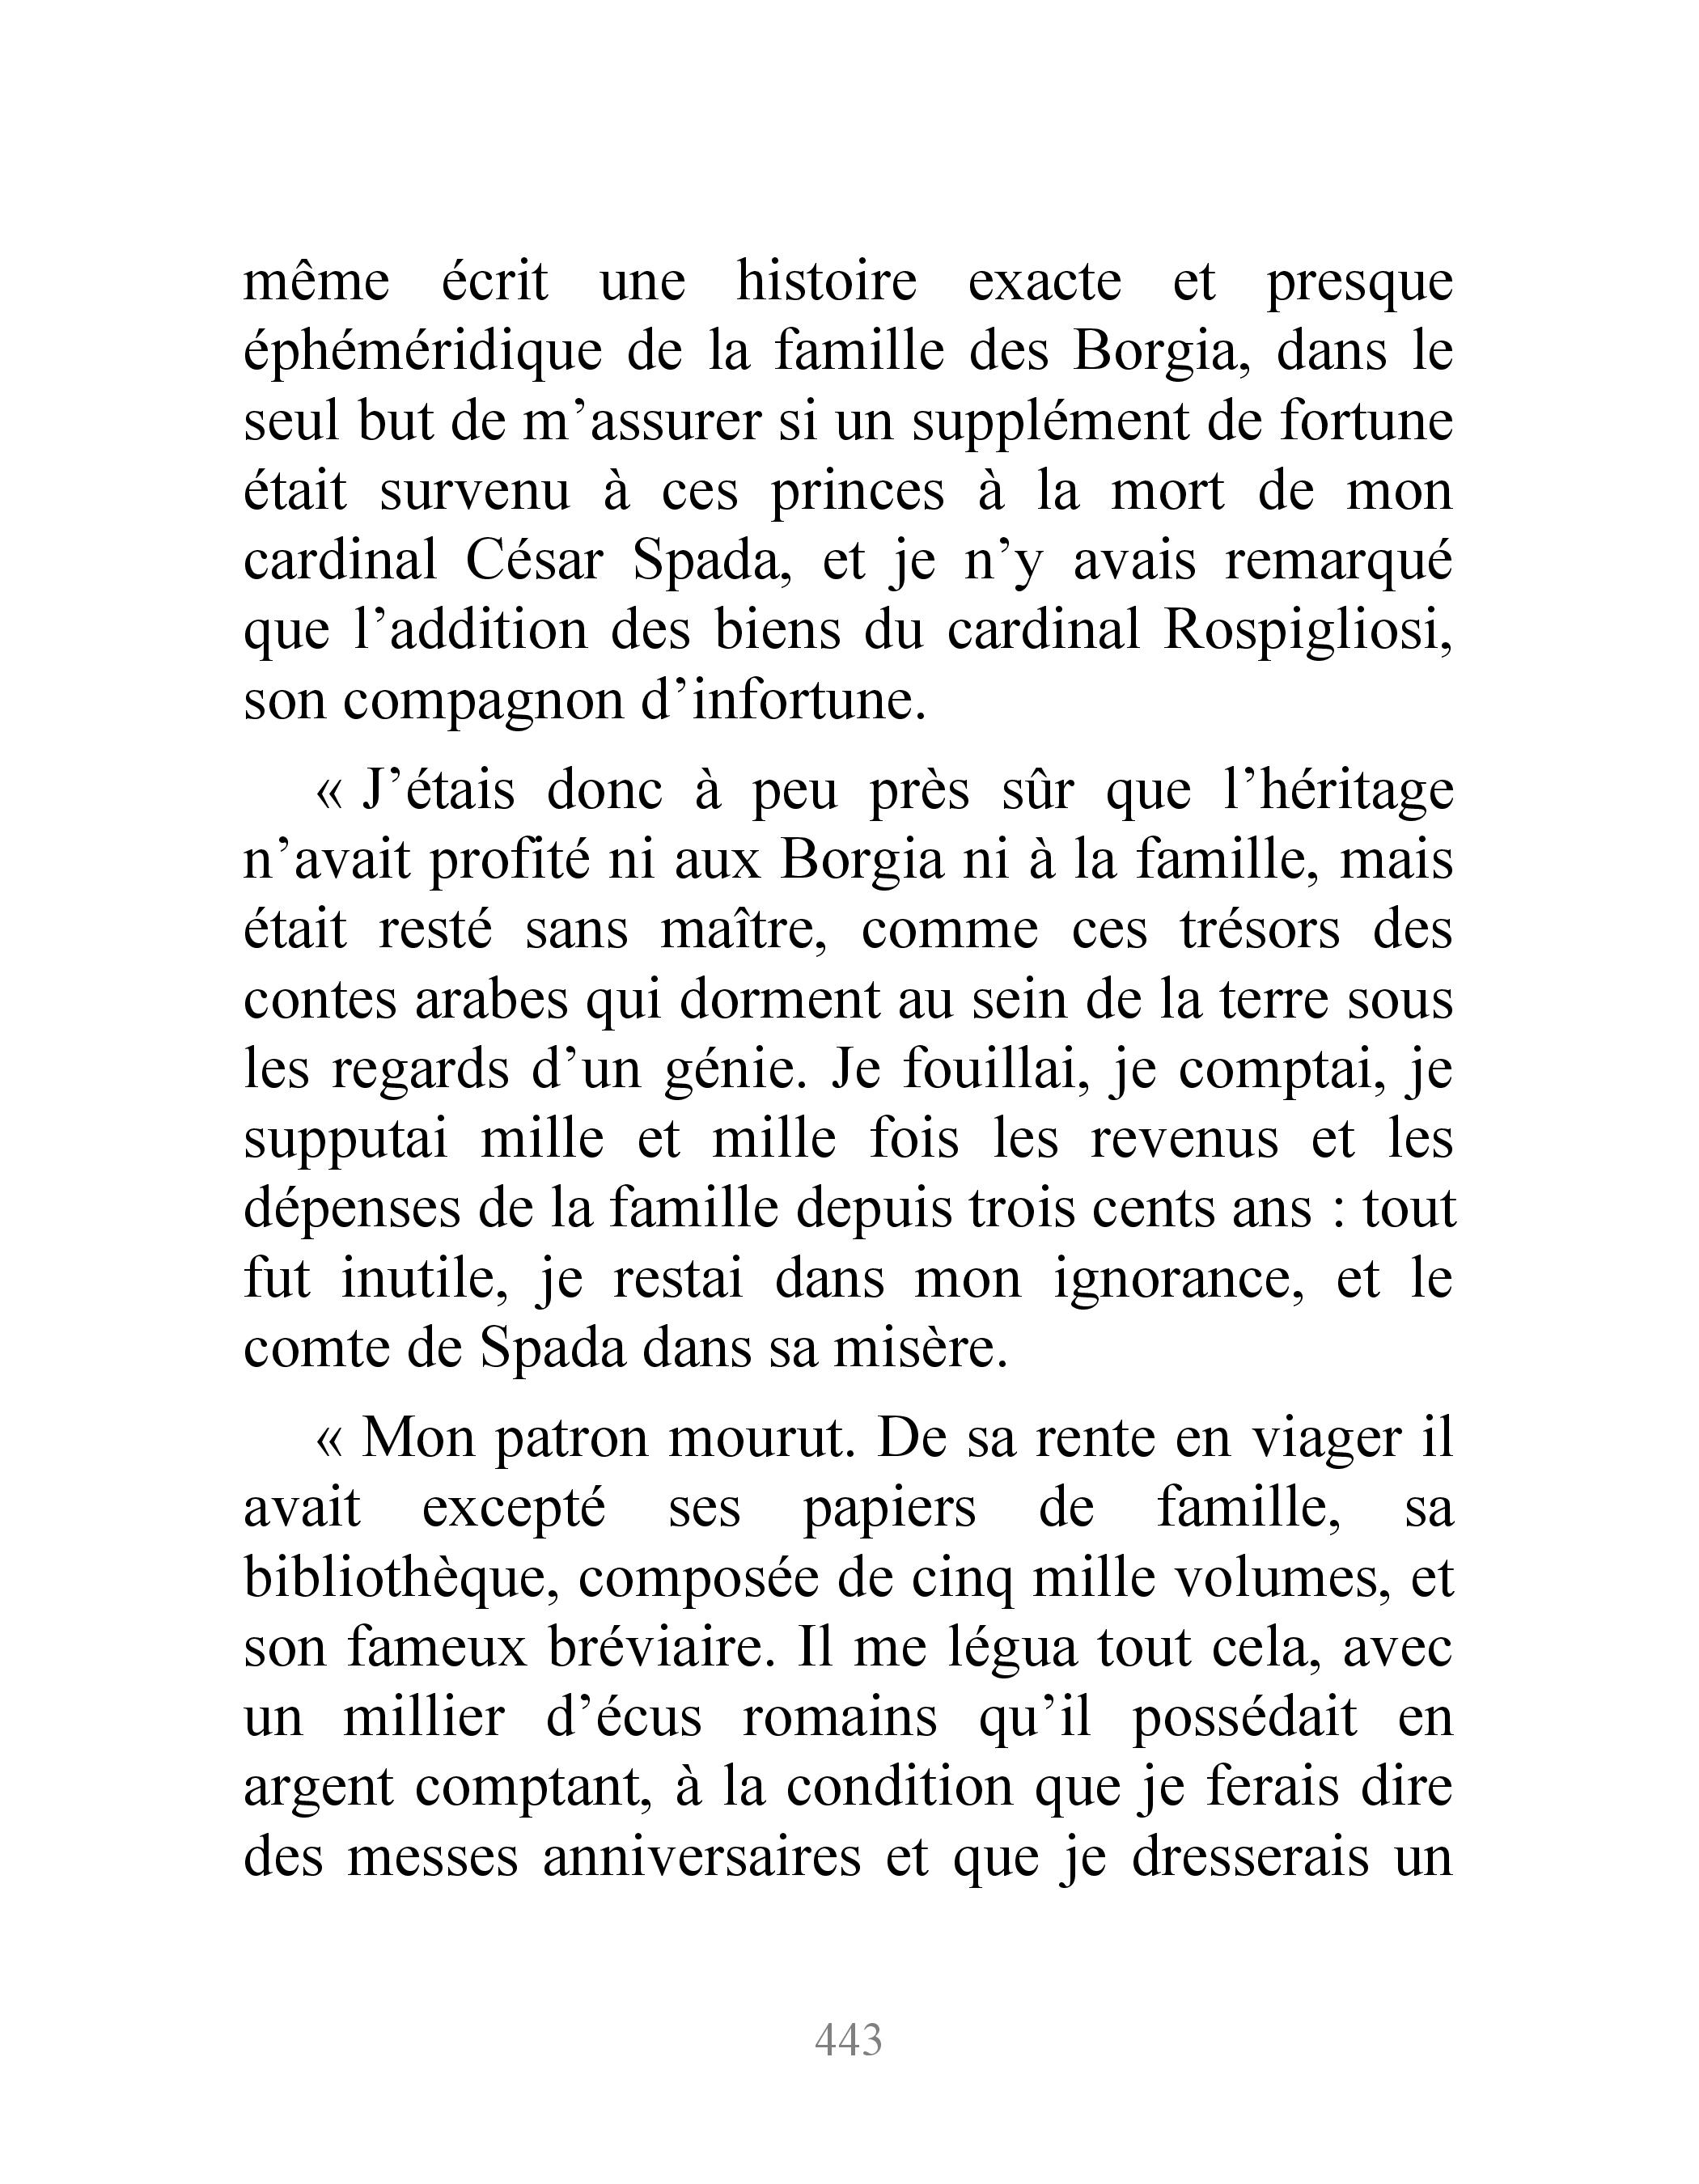 même écrit une histoire exacte et presque
éphéméridique de la famille des Borgia, dans le
seul but de m’assurer si un supplément de fortune
était survenu à ces princes à la mort de mon
cardinal César Spada, et je n’y avais remarqué
que l’addition des biens du cardinal Rospigliosi,
son compagnon d’infortune.
« J’étais donc à peu près sûr que l’héritage
n’avait profité ni aux Borgia ni à la famille, mais
était resté sans maître, comme ces trésors des
contes arabes qui dorment au sein de la terre sous
les regards d’un génie. Je fouillai, je comptai, je
supputai mille et mille fois les revenus et les
dépenses de la famille depuis trois cents ans : tout
fut inutile, je restai dans mon ignorance, et le
comte de Spada dans sa misère.
« Mon patron mourut. De sa rente en viager il
avait excepté ses papiers de famille, sa
bibliothèque, composée de cinq mille volumes, et
son fameux bréviaire. Il me légua tout cela, avec
un millier d’écus romains qu’il possédait en
argent comptant, à la condition que je ferais dire
des messes anniversaires et que je dresserais un
443